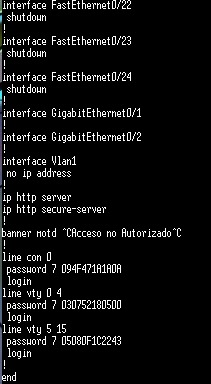 interface FastEthernet0/22
 shutdown
!
interface FastEthernet0/23
 shutdown
!
interface FastEthernet0/24
 shutdown
!
interface GigabitEthernet0/1
!
interface GigabitEthernet0/2
!
interface Vlan1
 no ip address
!
ip http server
ip http secure-server
!
banner motd ^CAcceso no Autorizado^C
!
line con 0
 password 7 094F471A1A0A
 login
line vty 0 4
 password 7 030752180500
 login
line vty 5 15
 password 7 05080F1C2243
 login
!
end